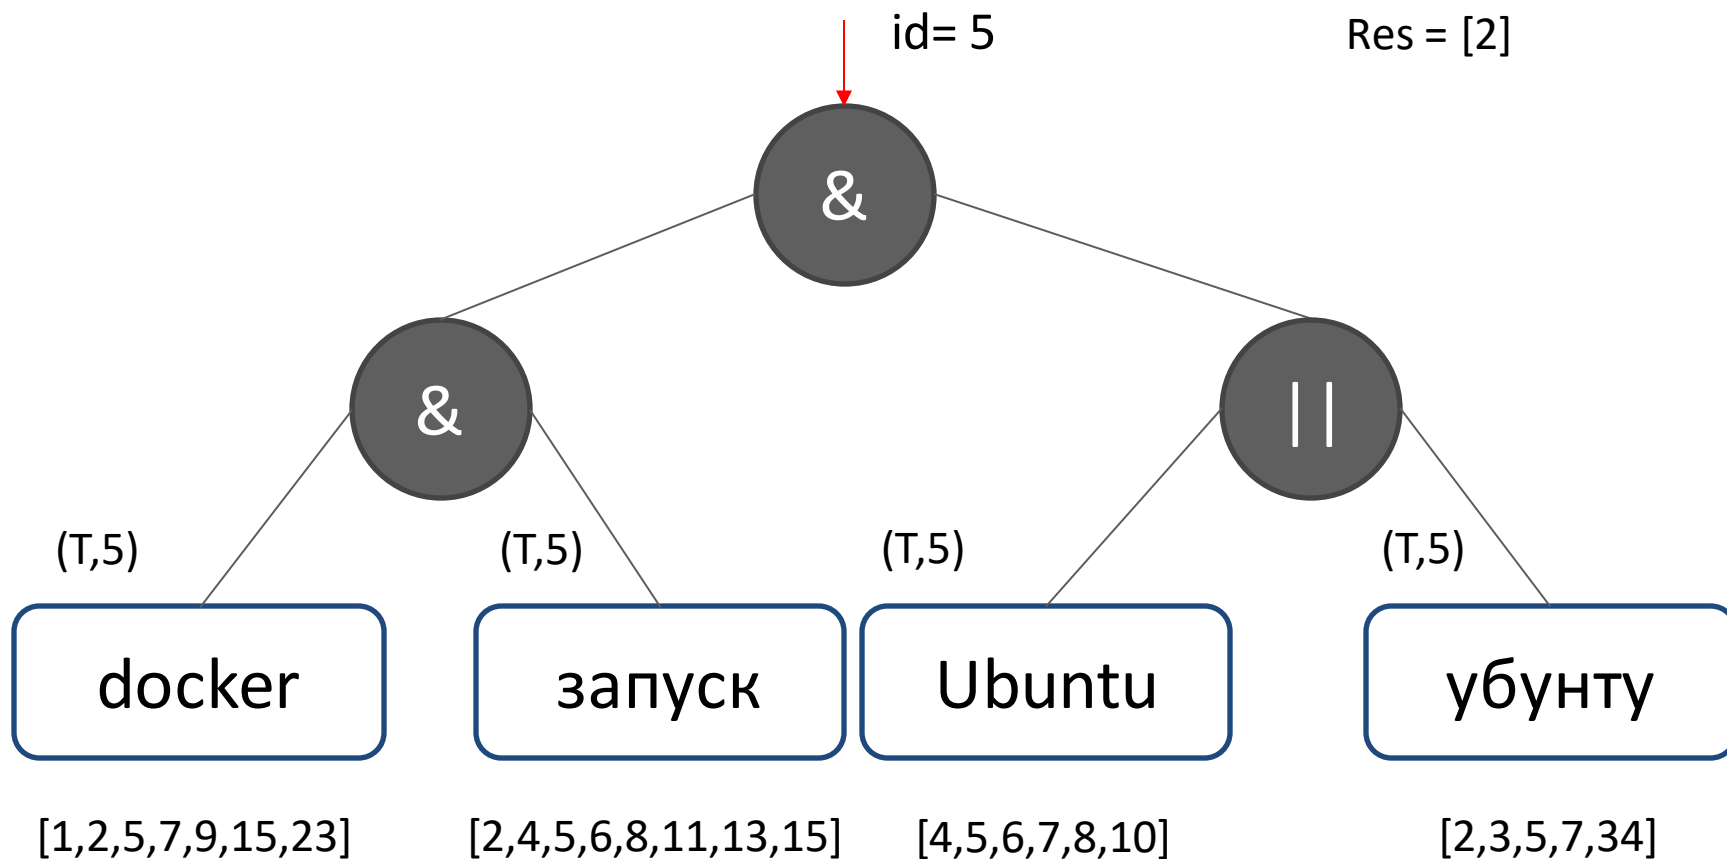 id= 5
Res = [2]
&
&
||
(T,5)
(T,5)
(T,5)
(T,5)
docker
запуск
Ubuntu
убунту
[1,2,5,7,9,15,23]
[2,4,5,6,8,11,13,15]
[4,5,6,7,8,10]
[2,3,5,7,34]